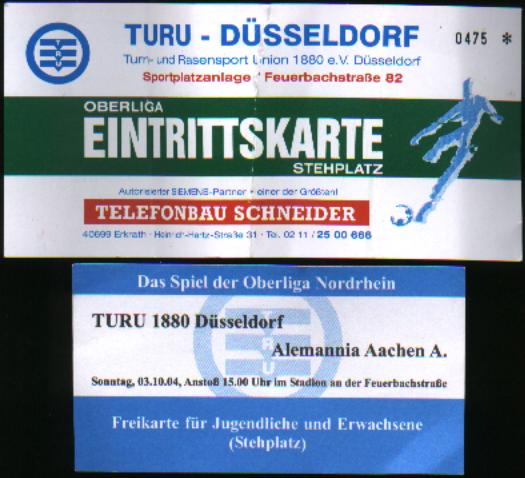 TURU - DÜSSELDORF
0475 *
Turn- und Rasensport Union 1880 e.V. Düsseldorf
Sportplatzanlage * Feuerbachstraße 82
OBERLIGA
EINTRITTSKARTE
STEHPLATZ
Autorisierter SIEMENS-Partner - einer der Größten!
TELEFONBAU SCHNEIDER
40699 Erkrath · Heinrich-Hertz-Straße 31 · Tel. 02 11 / 25 00 666
Das Spiel der Oberliga Nordrhein
TURU 1880 Düsseldorf
Alemannia Aachen A.
TRU
Sonntag, 03.10.04, Anstoß 15.00 Uhr im Stadion an der Feuerbachstraße
Freikarte für Jugendliche und Erwachsene
(Stehplatz)